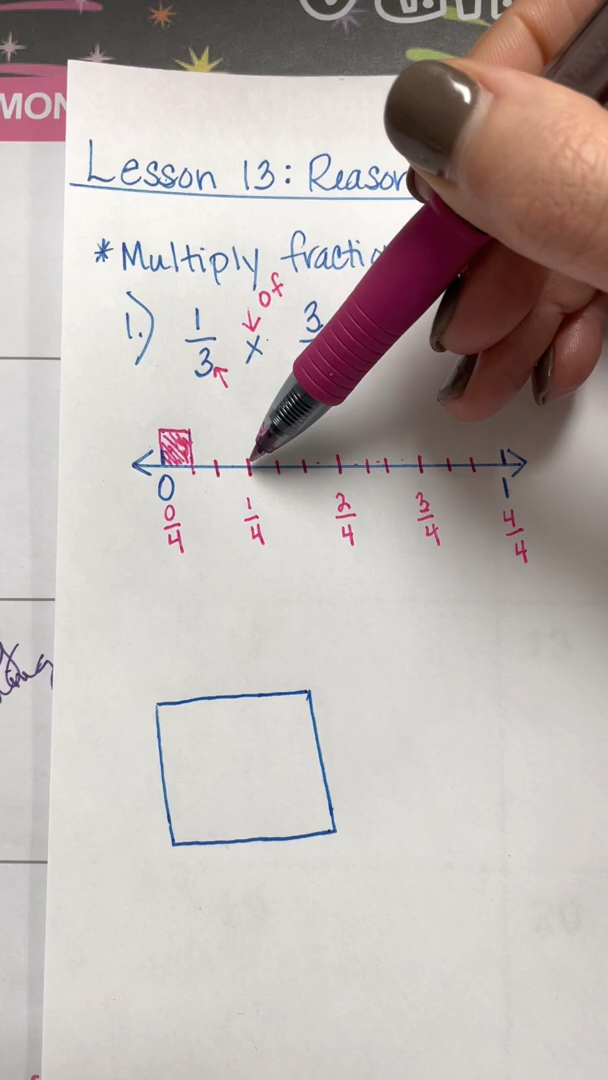 MON
Lesson 13: Reason
* Multiply fractio
of
1.) 1/3 x 3
0 1
0/4 1/4 2/4 3/4 4/4